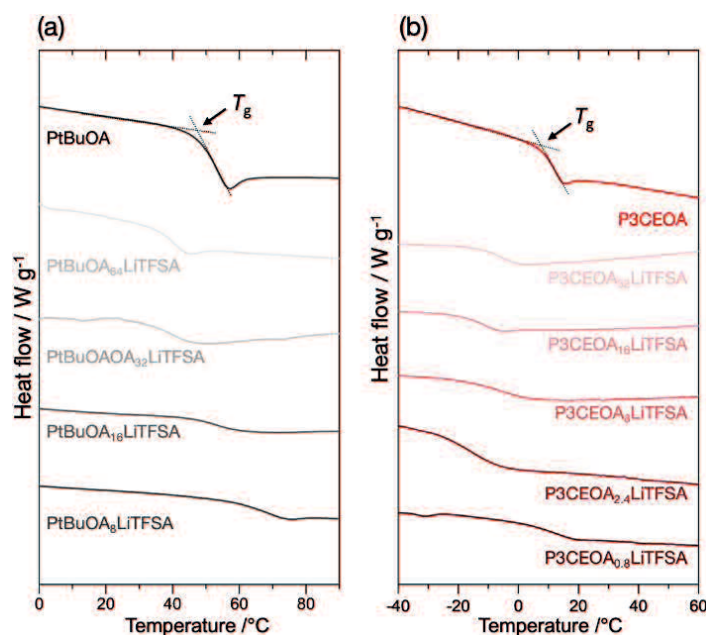 (a)
Tg
PtBuOA
PtBuOA₆₄LiTFSA
PtBuOAOA₃₂LiTFSA
PtBuOA₁₆LiTFSA
PtBuOA₈LiTFSA
Heat flow / W g⁻¹
0 20 40 60 80
Temperature /°C
(b)
Tg
P3CEOA
P3CEOA₃₂LiTFSA
P3CEOA₁₆LiTFSA
P3CEOA₈LiTFSA
P3CEOA₂.₄LiTFSA
P3CEOA₀.₈LiTFSA
Heat flow / W g⁻¹
-40 -20 0 20 40 60
Temperature /°C